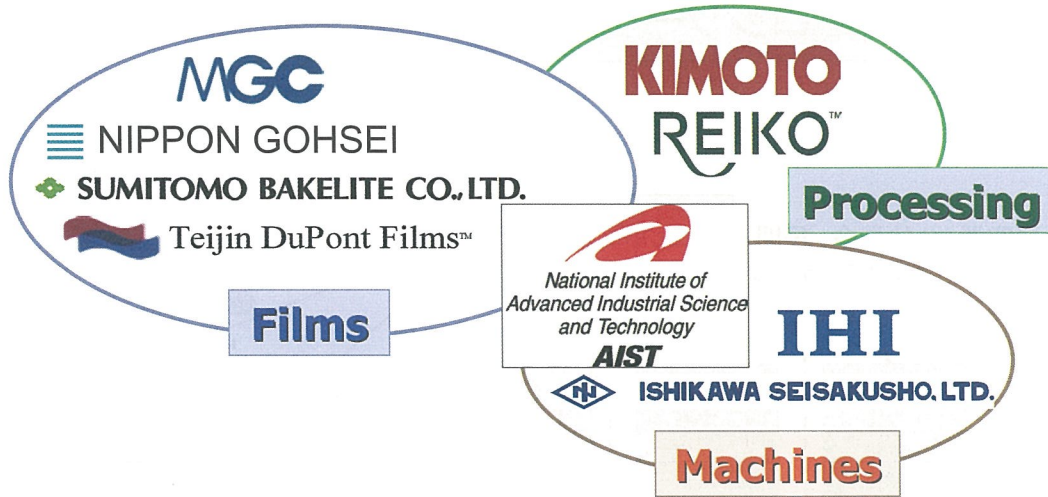 MGC
NIPPON GOHSEI
SUMITOMO BAKELITE CO., LTD.
Teijin DuPont Films™
Films
KIMOTO
REIKO™
Processing
National Institute of
Advanced Industrial Science
and Technology
AIST
IHI
ISHIKAWA SEISAKUSHO. LTD.
Machines